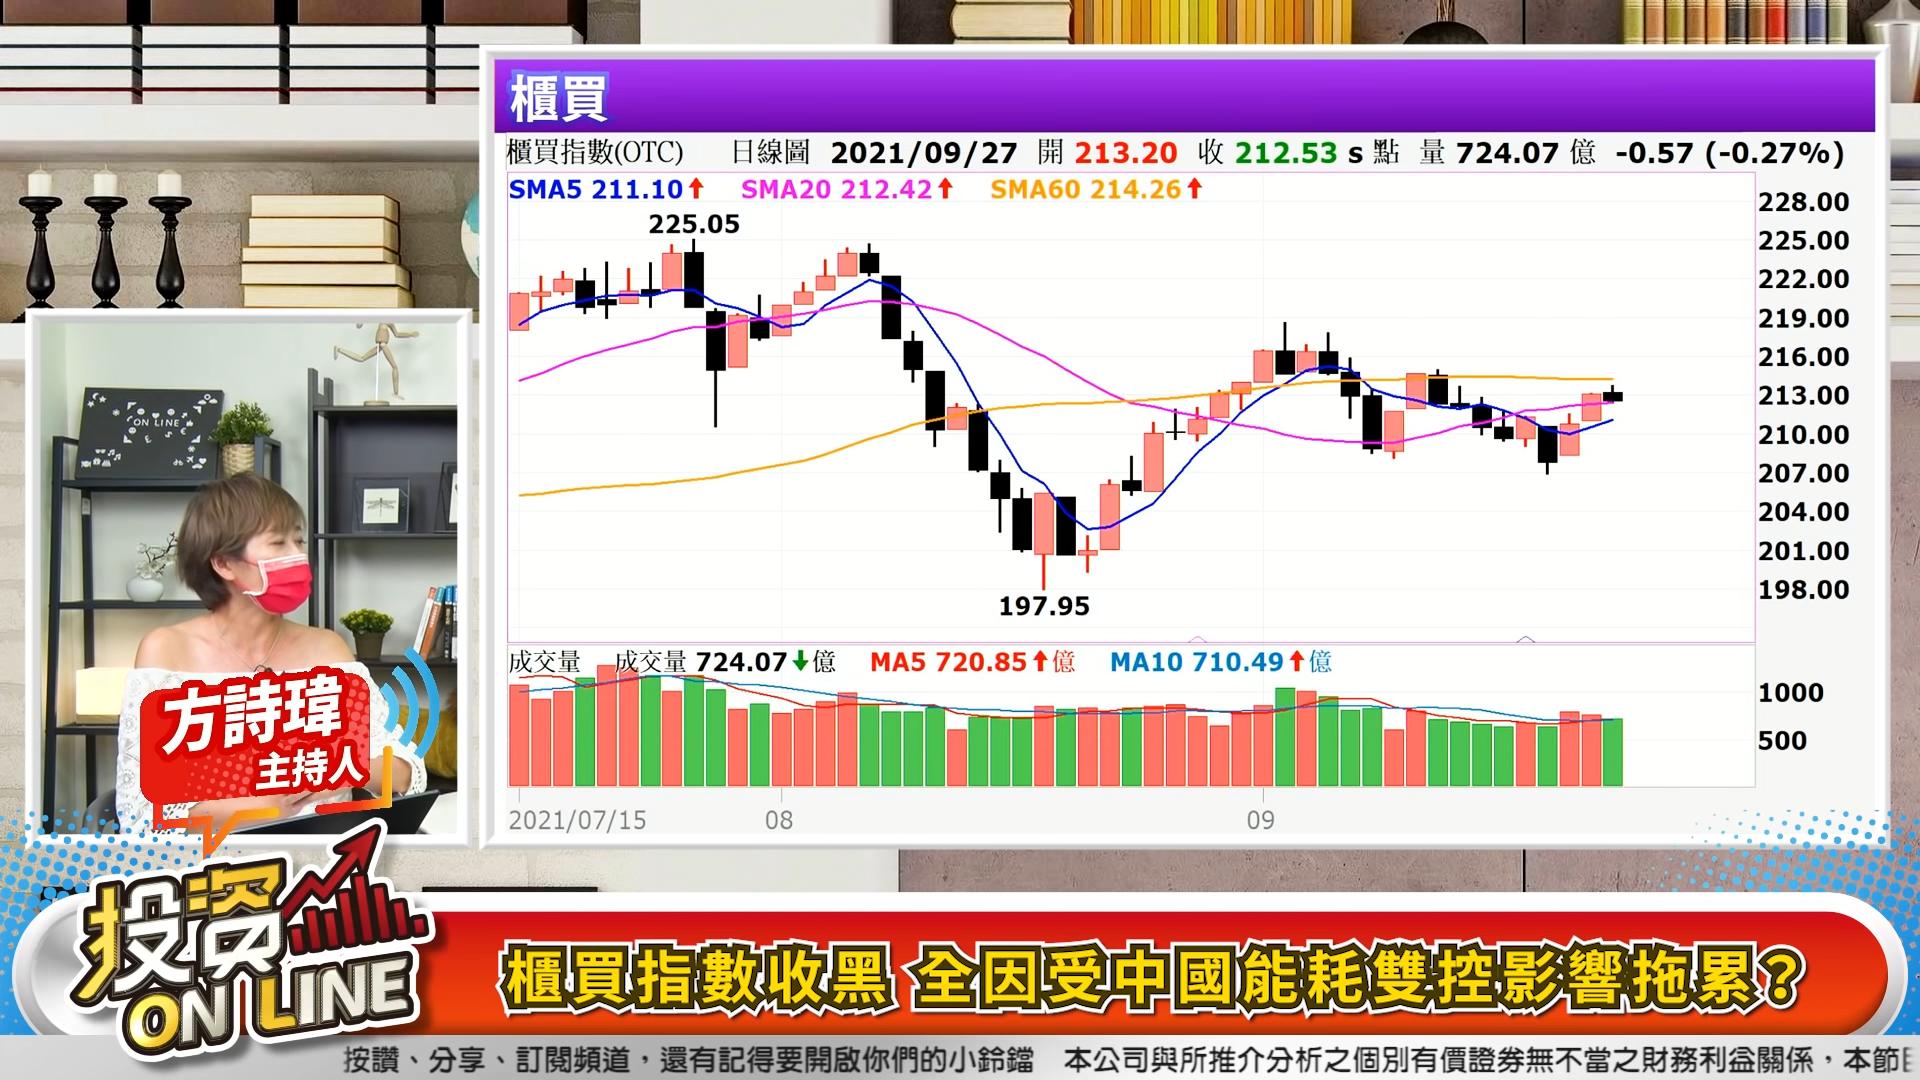 櫃買
櫃買指數(OTC) 日線圖 2021/09/27 開 213.20 收 212.53 s 點 量 724.07 億 -0.57 (-0.27%)
SMA5 211.10↑ SMA20 212.42↑ SMA60 214.26↑
225.05
197.95
228.00
225.00
222.00
219.00
216.00
213.00
210.00
207.00
204.00
201.00
198.00
成交量 成交量 724.07↓億 MA5 720.85↑億 MA10 710.49↑億
1000
500
2021/07/15 08 09
ON LINE
方詩瑋
主持人
投資
ON LINE
櫃買指數收黑 全因受中國能耗雙控影響拖累?
按讚、分享、訂閱頻道，還有記得要開啟你們的小鈴鐺 本公司與所推介分析之個別有價證券無不當之財務利益關係，本節